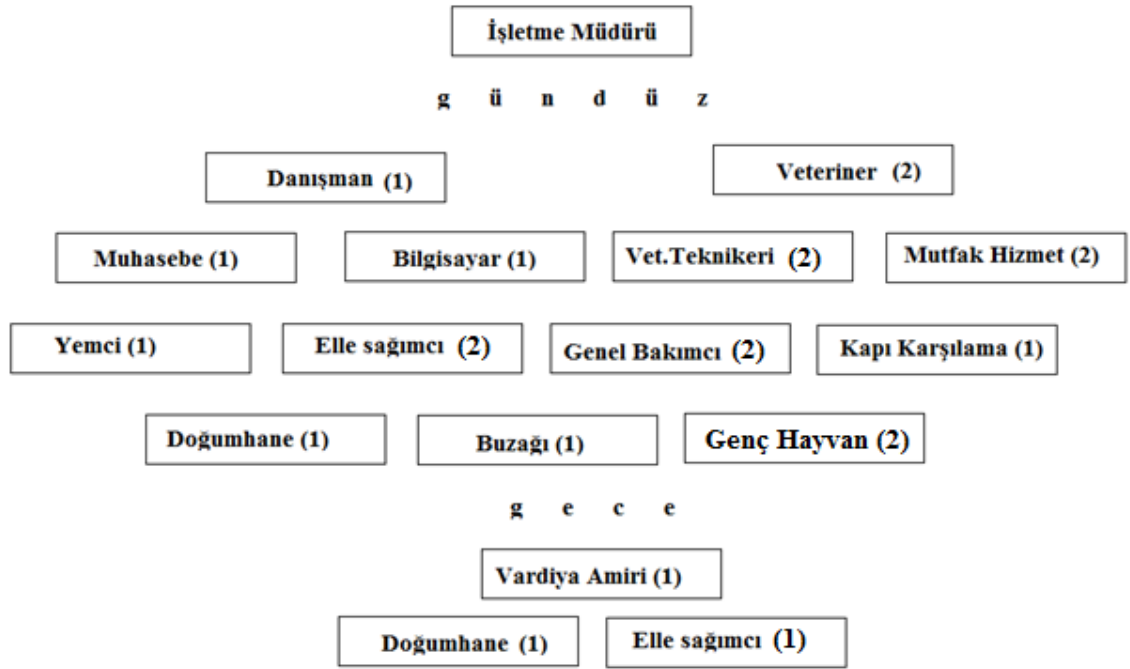 İşletme Müdürü
g ü n d ü z
Danışman (1) Veteriner (2)
Muhasebe (1) Bilgisayar (1) Vet.Teknikeri (2) Mutfak Hizmet (2)
Yemci (1) Elle sağımcı (2) Genel Bakımcı (2) Kapı Karşılama (1)
Doğumhane (1) Buzağı (1) Genç Hayvan (2)
g e c e
Vardiya Amiri (1)
Doğumhane (1) Elle sağımcı (1)